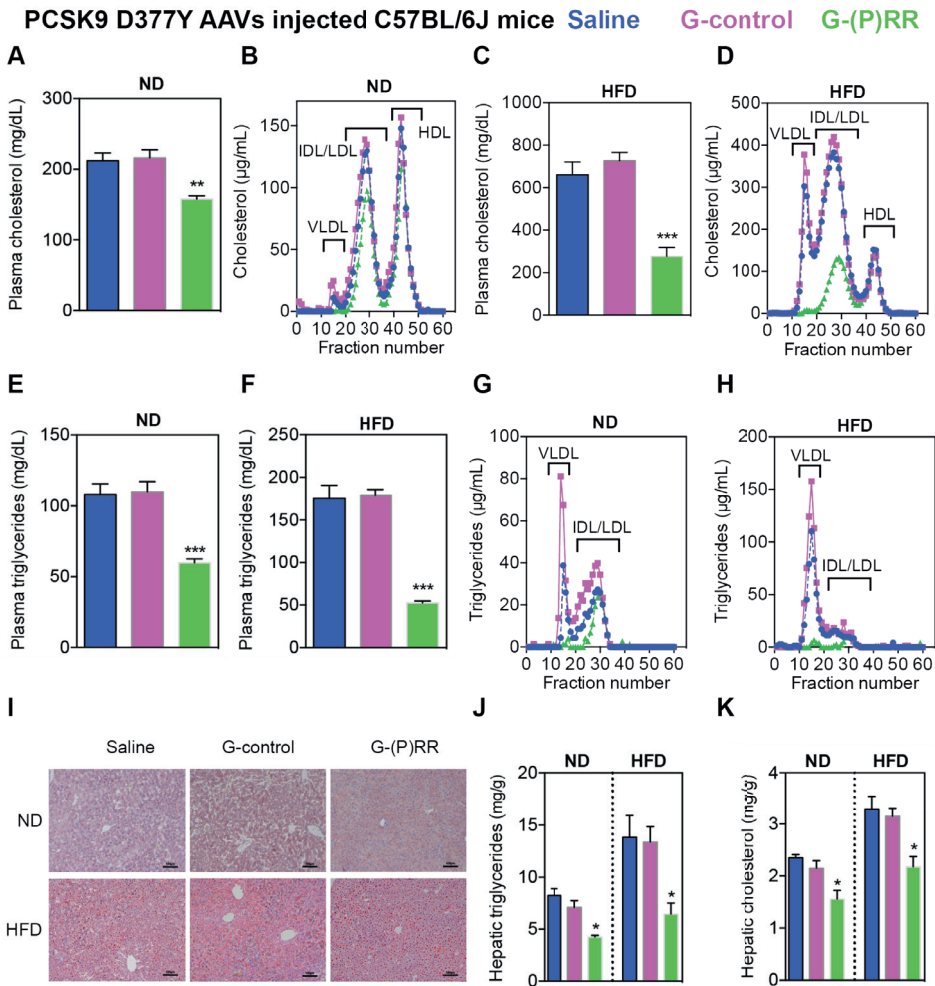 PCSK9 D377Y AAVs injected C57BL/6J mice Saline G-control G-(P)RR
A
ND
Plasma cholesterol (mg/dL)
300
200
100
0
**
B
ND
Cholesterol (µg/mL)
150
100
50
0
IDL/LDL
HDL
VLDL
0 10 20 30 40 50 60
Fraction number
C
HFD
Plasma cholesterol (mg/dL)
1000
800
600
400
200
0
***
D
HFD
Cholesterol (µg/mL)
500
400
300
200
100
0
VLDL
IDL/LDL
HDL
0 10 20 30 40 50 60
Fraction number
E
ND
Plasma triglycerides (mg/dL)
150
100
50
0
***
F
HFD
Plasma triglycerides (mg/dL)
250
200
150
100
50
0
***
G
ND
Triglycerides (µg/mL)
100
80
60
40
20
0
VLDL
IDL/LDL
0 10 20 30 40 50 60
Fraction number
H
HFD
Triglycerides (µg/mL)
200
150
100
50
0
VLDL
IDL/LDL
0 10 20 30 40 50 60
Fraction number
I
Saline G-control G-(P)RR
ND
HFD
J
ND HFD
Hepatic triglycerides (mg/g)
20
15
10
5
0
*
*
K
ND HFD
Hepatic cholesterol (mg/g)
4
3
2
1
0
*
*